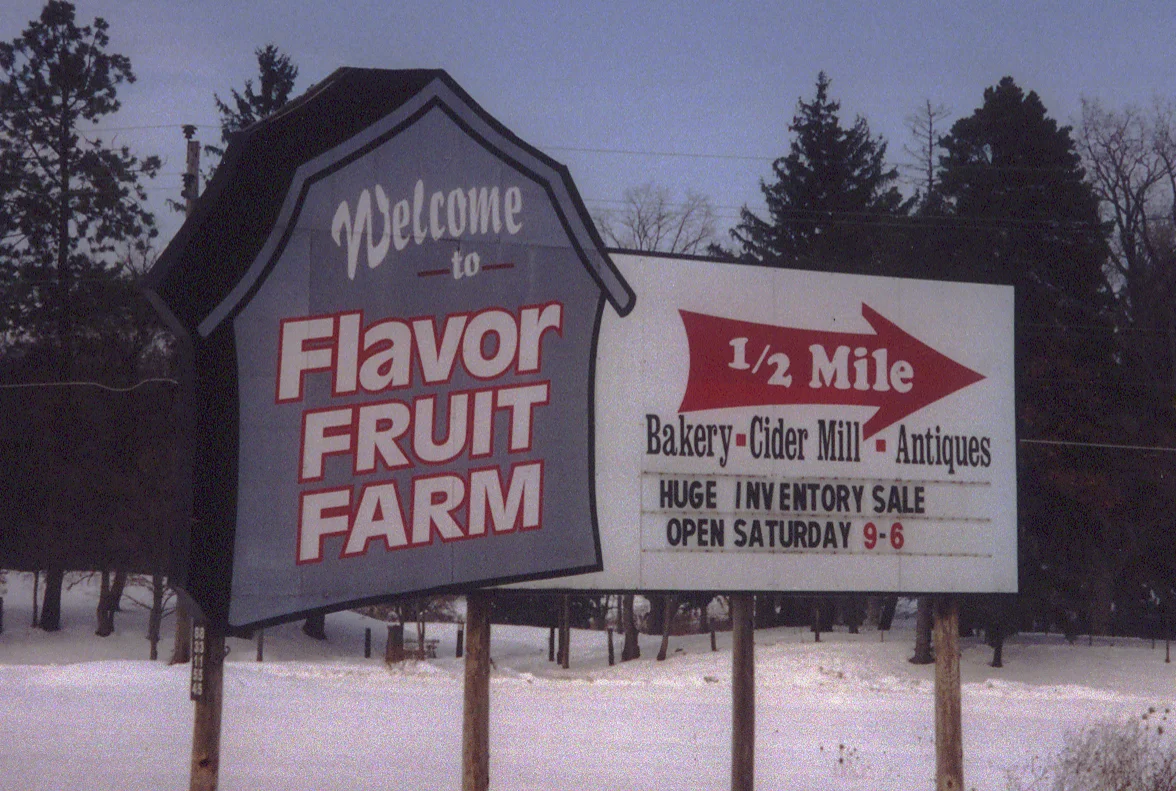 Welcome
to
Flavor
FRUIT
FARM
1/2 Mile
Bakery▪Cider Mill▪Antiques
HUGE INVENTORY SALE
OPEN SATURDAY 9-6